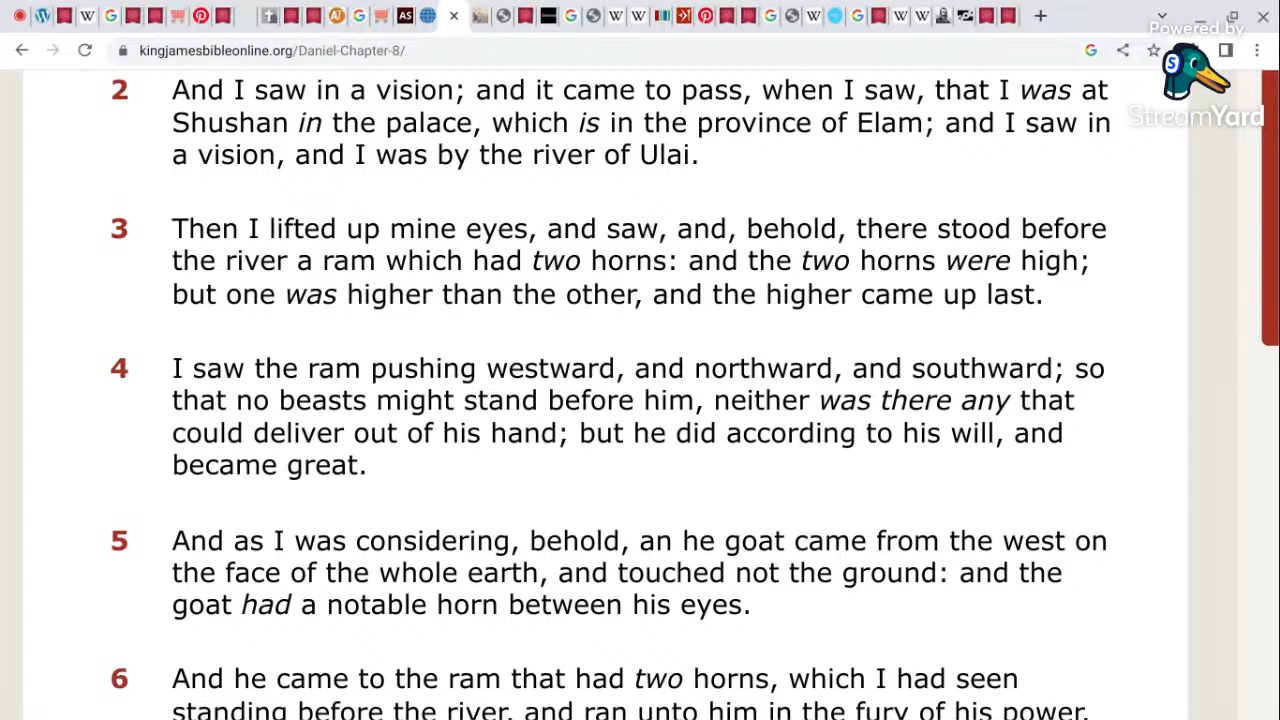 kingjamesbibleonline.org/Daniel-Chapter-8/
Powered by
StreamYard
2 And I saw in a vision; and it came to pass, when I saw, that I was at
Shushan in the palace, which is in the province of Elam; and I saw in
a vision, and I was by the river of Ulai.
3 Then I lifted up mine eyes, and saw, and, behold, there stood before
the river a ram which had two horns: and the two horns were high;
but one was higher than the other, and the higher came up last.
4 I saw the ram pushing westward, and northward, and southward; so
that no beasts might stand before him, neither was there any that
could deliver out of his hand; but he did according to his will, and
became great.
5 And as I was considering, behold, an he goat came from the west on
the face of the whole earth, and touched not the ground: and the
goat had a notable horn between his eyes.
6 And he came to the ram that had two horns, which I had seen
standing before the river, and ran unto him in the fury of his power.